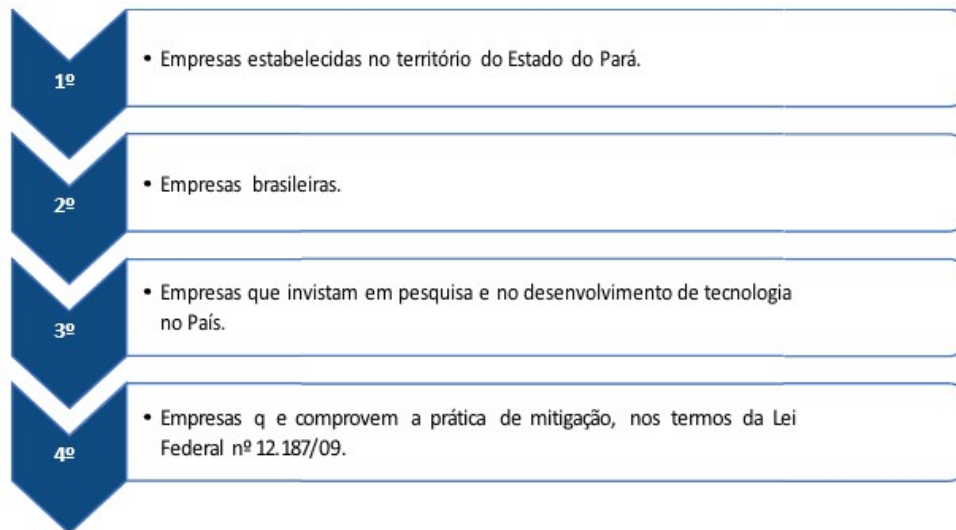 1º
• Empresas estabelecidas no território do Estado do Pará.
2º
• Empresas brasileiras.
3º
• Empresas que invistam em pesquisa e no desenvolvimento de tecnologia
no País.
4º
• Empresas q e comprovem a prática de mitigação, nos termos da Lei
Federal nº 12.187/09.